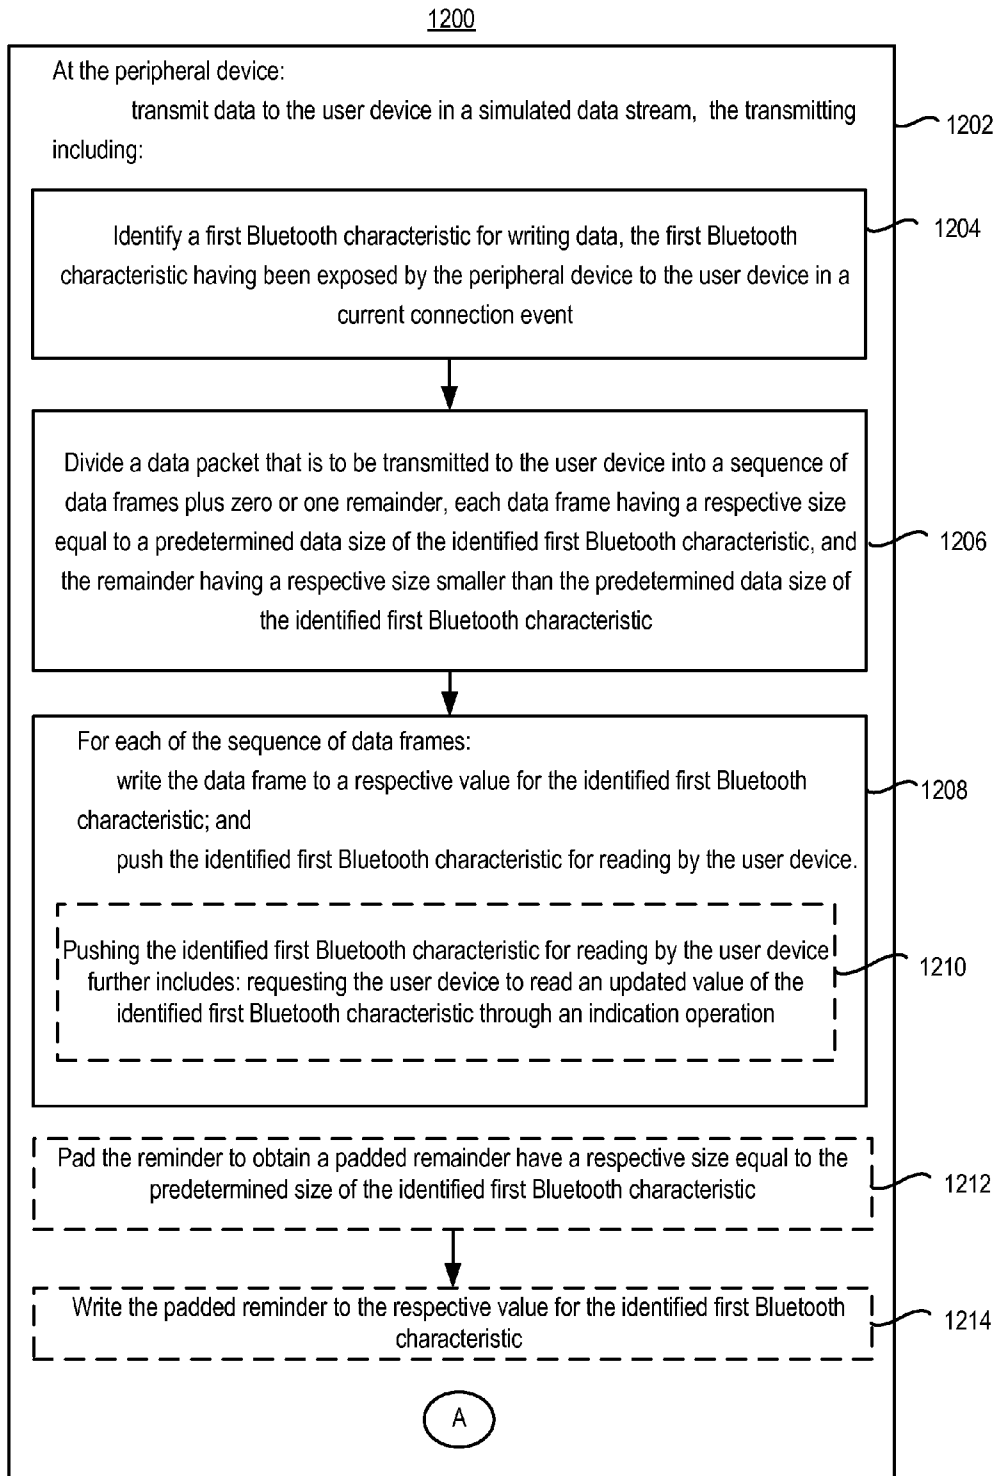 1200
At the peripheral device:
transmit data to the user device in a simulated data stream, the transmitting
including:
1202
Identify a first Bluetooth characteristic for writing data, the first Bluetooth
characteristic having been exposed by the peripheral device to the user device in a
current connection event
1204
Divide a data packet that is to be transmitted to the user device into a sequence of
data frames plus zero or one remainder, each data frame having a respective size
equal to a predetermined data size of the identified first Bluetooth characteristic, and
the remainder having a respective size smaller than the predetermined data size of
the identified first Bluetooth characteristic
1206
For each of the sequence of data frames:
write the data frame to a respective value for the identified first Bluetooth
characteristic; and
push the identified first Bluetooth characteristic for reading by the user device.
1208
Pushing the identified first Bluetooth characteristic for reading by the user device
further includes: requesting the user device to read an updated value of the
identified first Bluetooth characteristic through an indication operation
1210
Pad the reminder to obtain a padded remainder have a respective size equal to the
predetermined size of the identified first Bluetooth characteristic
1212
Write the padded reminder to the respective value for the identified first Bluetooth
characteristic
1214
A